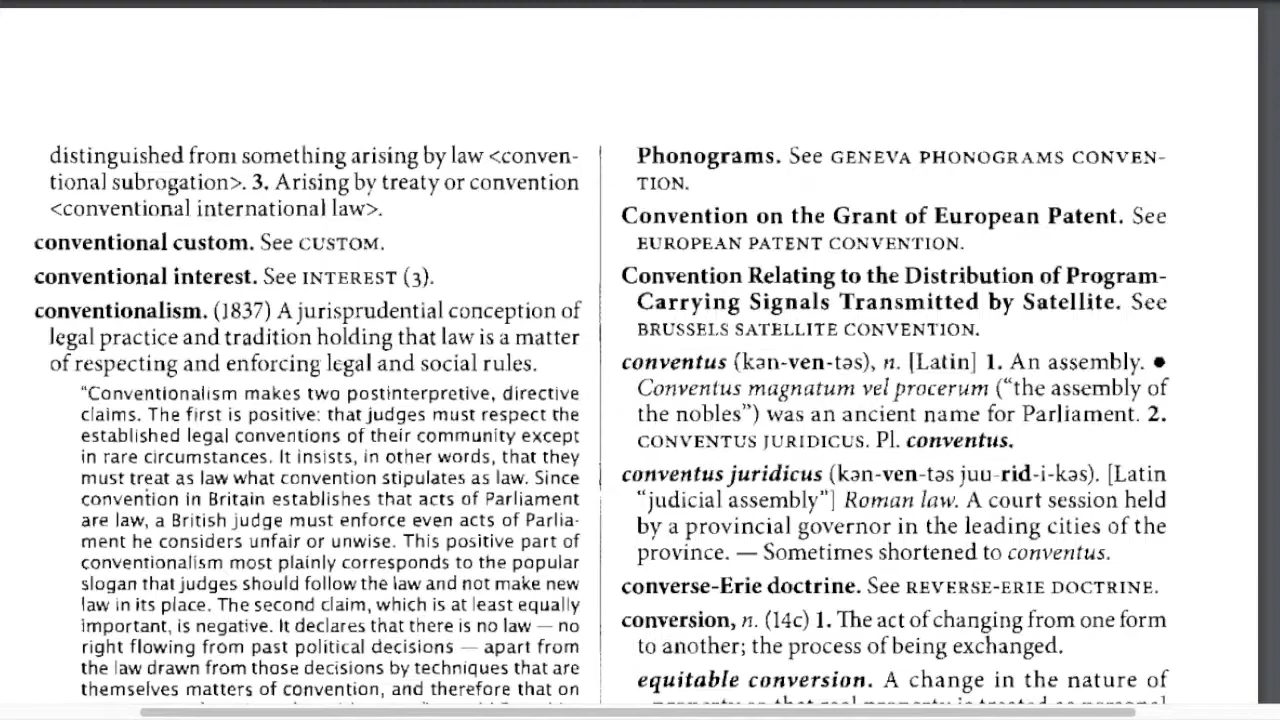 distinguished from something arising by law <conven-
tional subrogation>. 3. Arising by treaty or convention
<conventional international law>.
conventional custom. See CUSTOM.
conventional interest. See INTEREST (3).
conventionalism. (1837) A jurisprudential conception of
legal practice and tradition holding that law is a matter
of respecting and enforcing legal and social rules.
"Conventionalism makes two postinterpretive, directive
claims. The first is positive: that judges must respect the
established legal conventions of their community except
in rare circumstances. It insists, in other words, that they
must treat as law what convention stipulates as law. Since
convention in Britain establishes that acts of Parliament
are law, a British judge must enforce even acts of Parlia-
ment he considers unfair or unwise. This positive part of
conventionalism most plainly corresponds to the popular
slogan that judges should follow the law and not make new
law in its place. The second claim, which is at least equally
important, is negative. It declares that there is no law — no
right flowing from past political decisions — apart from
the law drawn from those decisions by techniques that are
themselves matters of convention, and therefore that on
Phonograms. See GENEVA PHONOGRAMS CONVEN-
TION.
Convention on the Grant of European Patent. See
EUROPEAN PATENT CONVENTION.
Convention Relating to the Distribution of Program-
Carrying Signals Transmitted by Satellite. See
BRUSSELS SATELLITE CONVENTION.
conventus (kən-ven-təs), n. [Latin] 1. An assembly. •
Conventus magnatum vel procerum ("the assembly of
the nobles") was an ancient name for Parliament. 2.
CONVENTUS JURIDICUS. Pl. conventus.
conventus juridicus (kən-ven-təs juu-rid-i-kəs). [Latin
"judicial assembly"] Roman law. A court session held
by a provincial governor in the leading cities of the
province. — Sometimes shortened to conventus.
converse-Erie doctrine. See REVERSE-ERIE DOCTRINE.
conversion, n. (14c) 1. The act of changing from one form
to another; the process of being exchanged.
equitable conversion. A change in the nature of